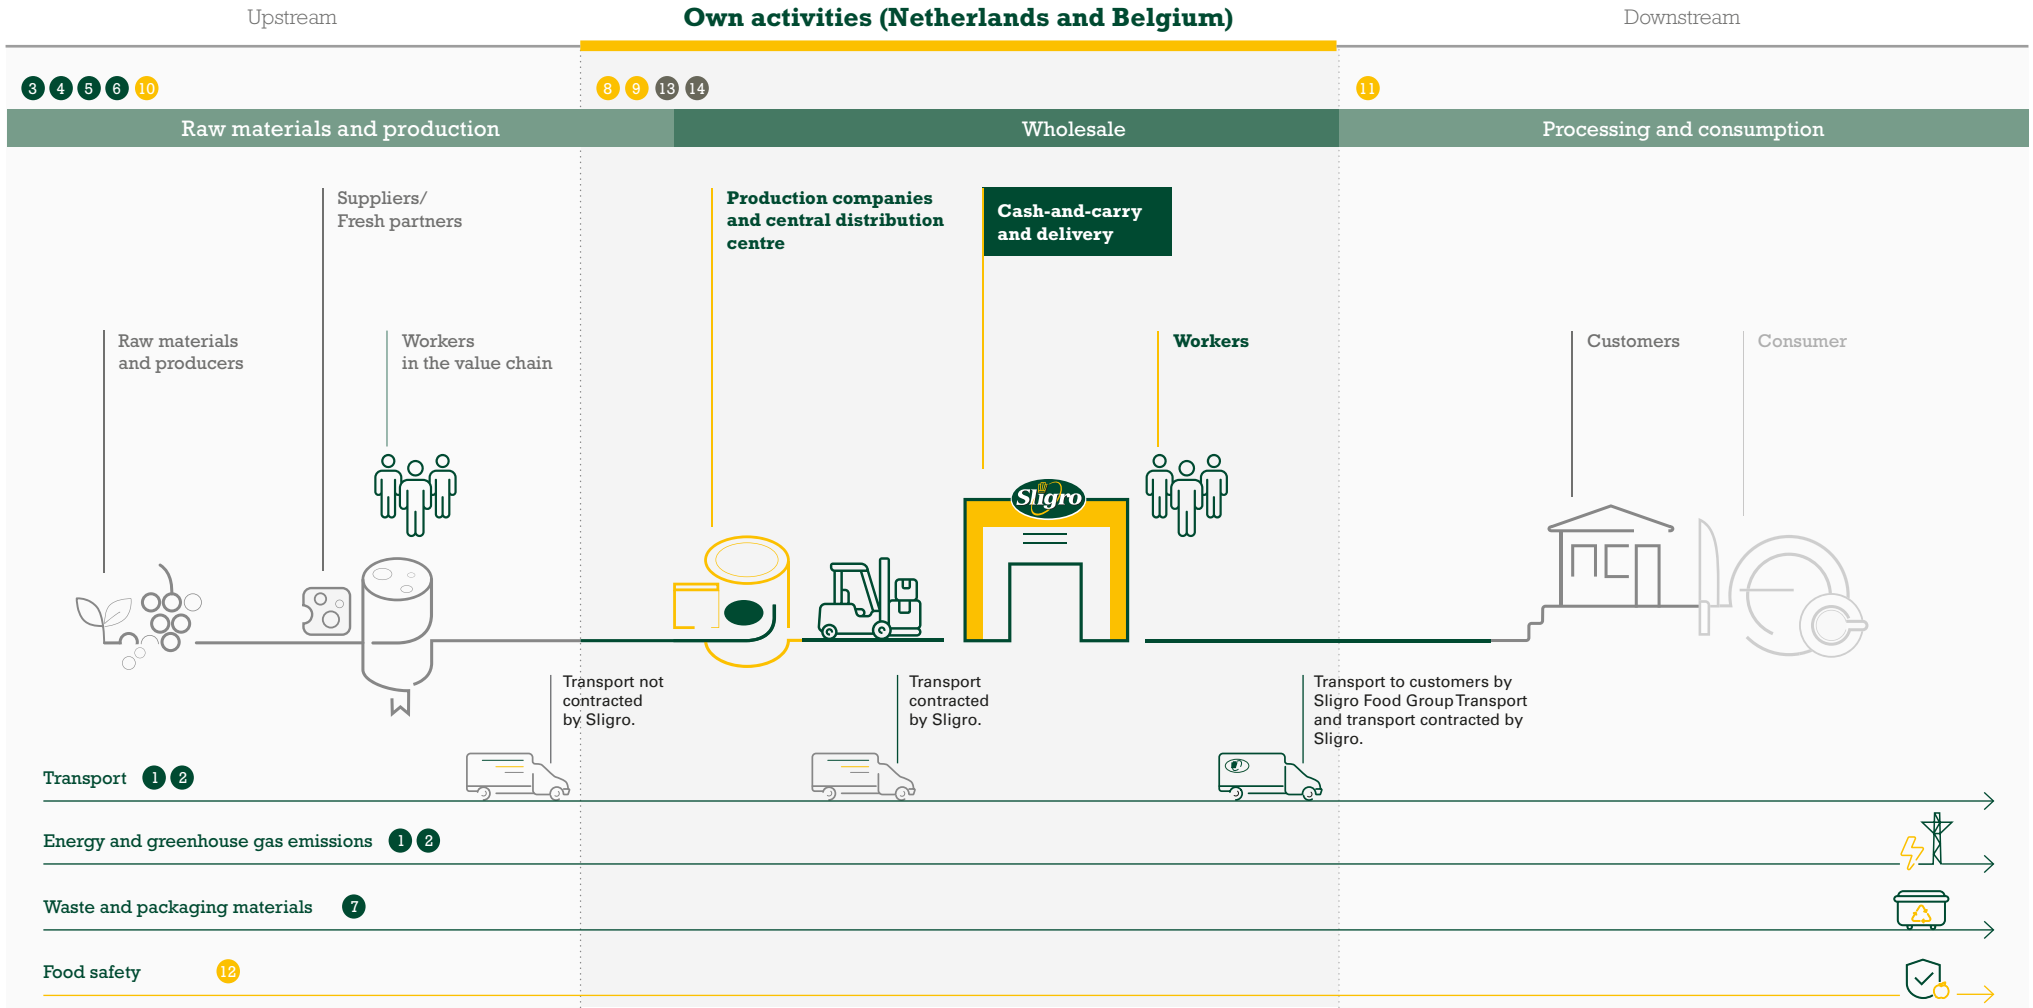 Upstream
Own activities (Netherlands and Belgium)
Downstream
3 4 5 6 10
8 9 13 14
11
Raw materials and production
Wholesale
Processing and consumption
Suppliers/
Fresh partners
Production companies
and central distribution
centre
Cash-and-carry
and delivery
Raw materials
and producers
Workers
in the value chain
Workers
Customers
Consumer
Sligro
Transport not
contracted
by Sligro.
Transport
contracted
by Sligro.
Transport to customers by
Sligro Food Group Transport
and transport contracted by
Sligro.
Transport 1 2
Energy and greenhouse gas emissions 1 2
Waste and packaging materials 7
Food safety 12